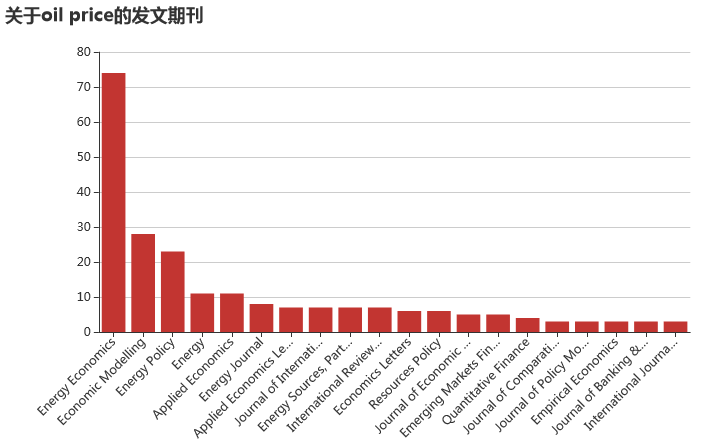 关于oil price的发文期刊
80
70
60
50
40
30
20
10
0
Energy Economics
Economic Modelling
Energy Policy
Energy
Applied Economics
Energy Journal
Applied Economics Le...
Journal of Internati...
Energy Sources, Part...
International Review...
Economics Letters
Resources Policy
Journal of Economic ...
Emerging Markets Fin...
Quantitative Finance
Journal of Comparati...
Journal of Policy Mo...
Empirical Economics
Journal of Banking &...
International Journa...